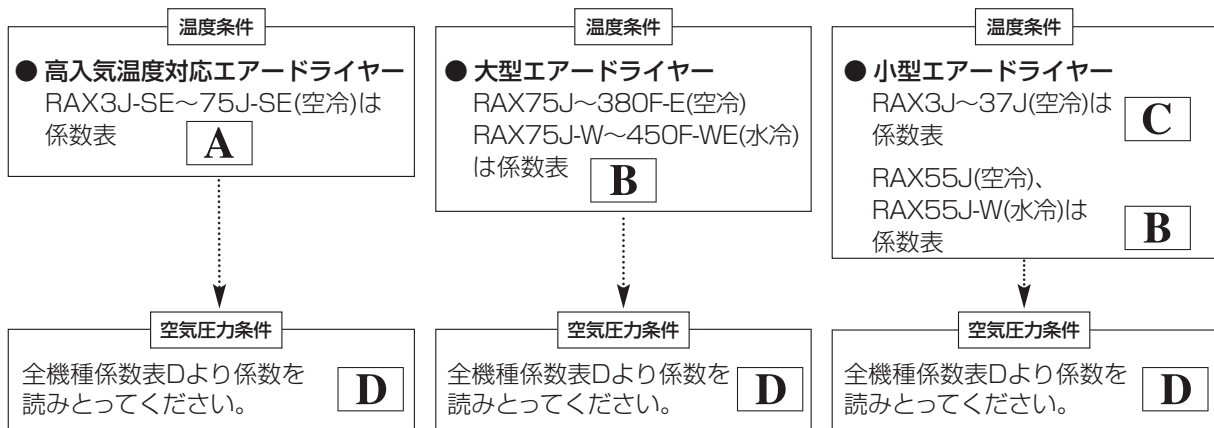 温度条件
● 高入気温度対応エアードライヤー
RAX3J-SE～75J-SE(空冷)は
係数表
A
空気圧力条件
全機種係数表Dより係数を
読みとってください。
D
温度条件
● 大型エアードライヤー
RAX75J～380F-E(空冷)
RAX75J-W～450F-WE(水冷)
は係数表
B
空気圧力条件
全機種係数表Dより係数を
読みとってください。
D
温度条件
● 小型エアードライヤー
RAX3J～37J(空冷)は
係数表
C
RAX55J(空冷)、
RAX55J-W(水冷)は
係数表
B
空気圧力条件
全機種係数表Dより係数を
読みとってください。
D